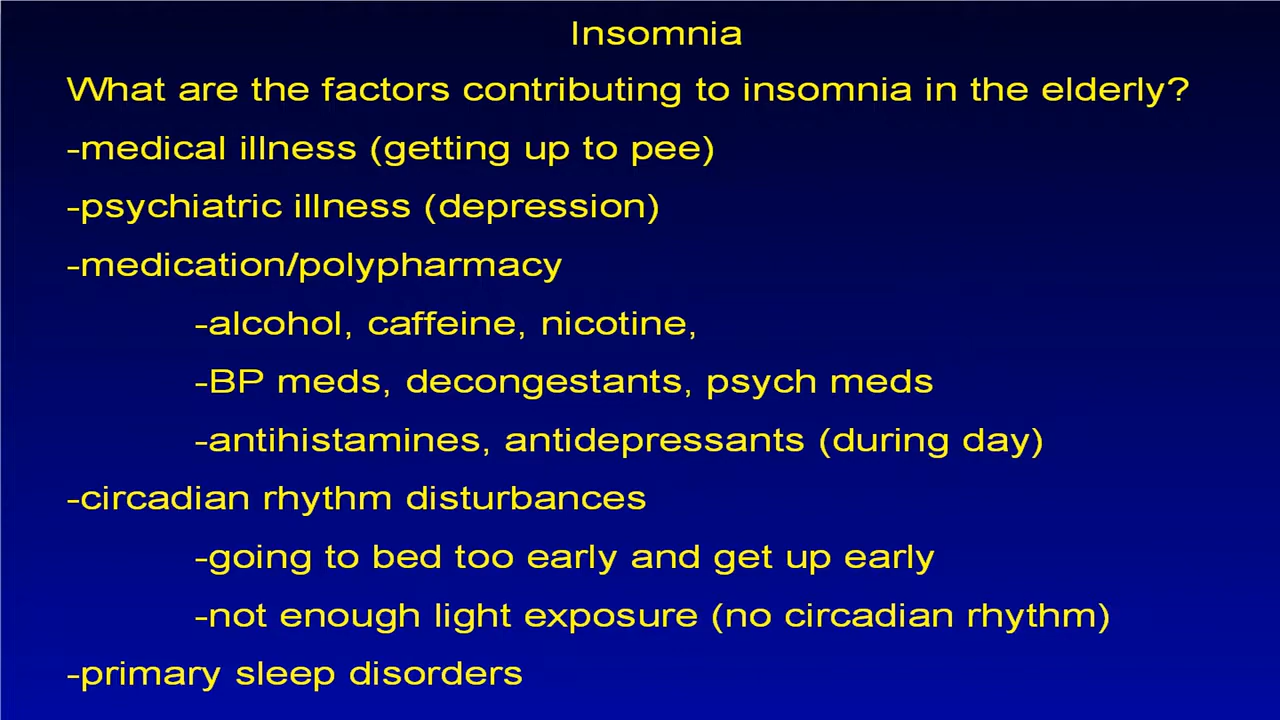 Insomnia
What are the factors contributing to insomnia in the elderly?
-medical illness (getting up to pee)
-psychiatric illness (depression)
-medication/polypharmacy
-alcohol, caffeine, nicotine,
-BP meds, decongestants, psych meds
-antihistamines, antidepressants (during day)
-circadian rhythm disturbances
-going to bed too early and get up early
-not enough light exposure (no circadian rhythm)
-primary sleep disorders